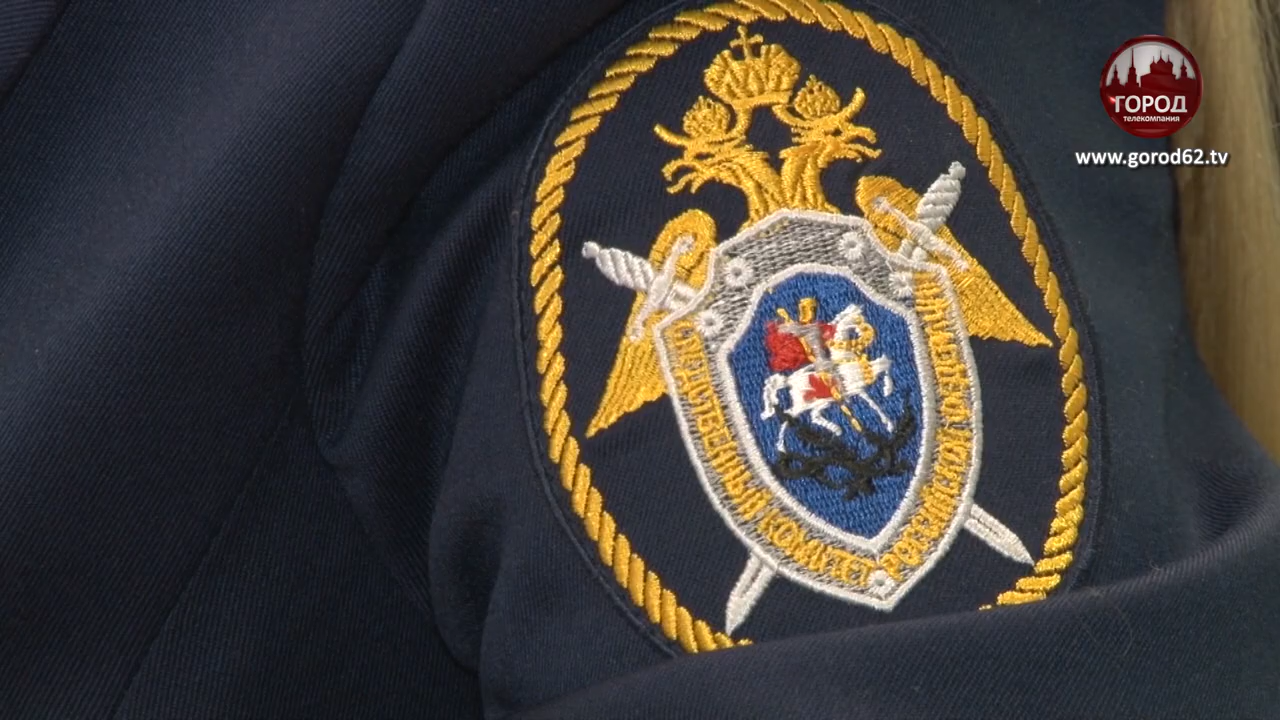 ГОРОД
телекомпания
www.gorod62.tv
СЛЕДСТВЕННЫЙ КОМИТЕТ РОССИЙСКОЙ ФЕДЕРАЦИИ